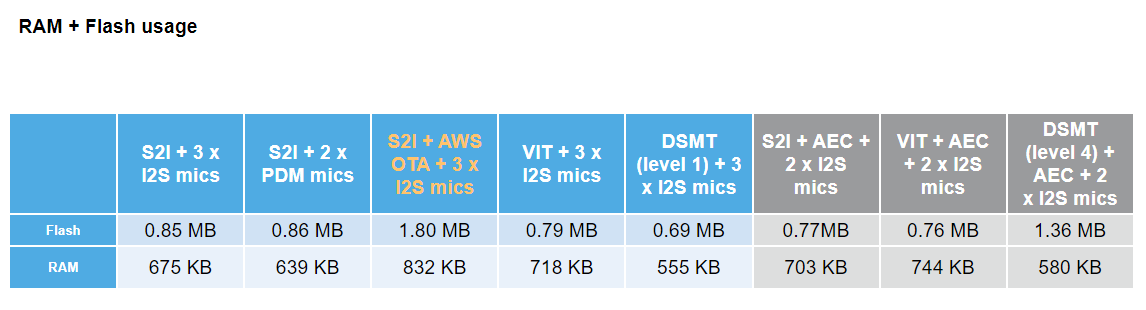 RAM + Flash usage
S2I + 3 x
I2S mics
S2I + 2 x
PDM mics
S2I + AWS
OTA + 3 x
I2S mics
VIT + 3 x
I2S mics
DSMT
(level 1) + 3
x I2S mics
S2I + AEC +
2 x I2S
mics
VIT + AEC
+ 2 x I2S
mics
DSMT
(level 4) +
AEC + 2
x I2S mics
Flash 0.85 MB 0.86 MB 1.80 MB 0.79 MB 0.69 MB 0.77MB 0.76 MB 1.36 MB
RAM 675 KB 639 KB 832 KB 718 KB 555 KB 703 KB 744 KB 580 KB